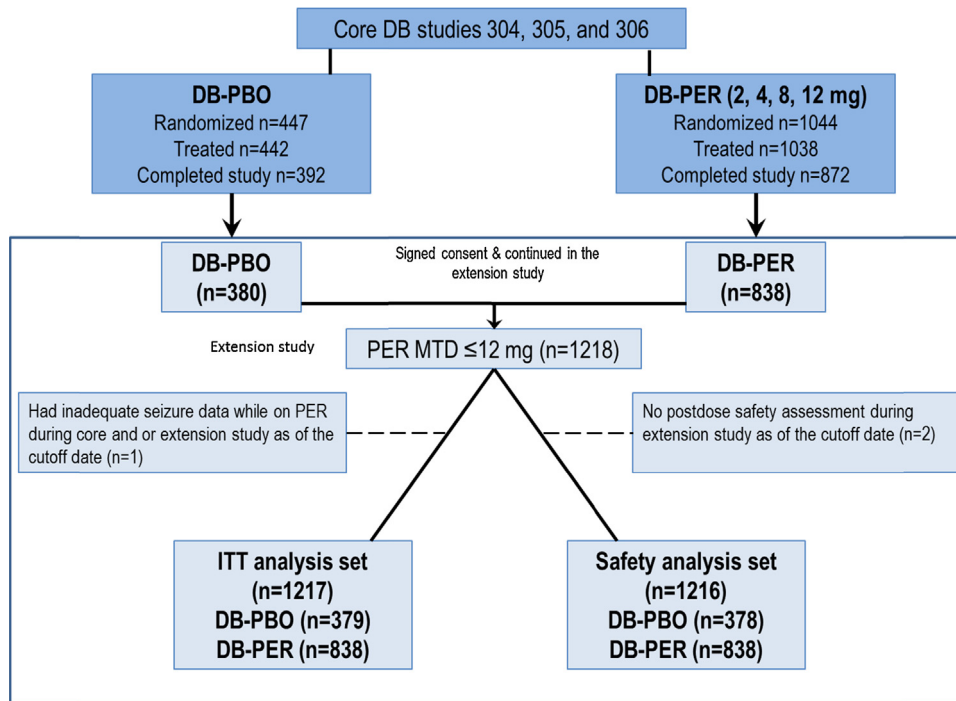 Core DB studies 304, 305, and 306
DB-PBO
Randomized n=447
Treated n=442
Completed study n=392
DB-PER (2, 4, 8, 12 mg)
Randomized n=1044
Treated n=1038
Completed study n=872
DB-PBO
(n=380)
Signed consent & continued in the
extension study
DB-PER
(n=838)
Extension study
PER MTD ≤12 mg (n=1218)
Had inadequate seizure data while on PER
during core and or extension study as of the
cutoff date (n=1)
No postdose safety assessment during
extension study as of the cutoff date (n=2)
ITT analysis set
(n=1217)
DB-PBO (n=379)
DB-PER (n=838)
Safety analysis set
(n=1216)
DB-PBO (n=378)
DB-PER (n=838)